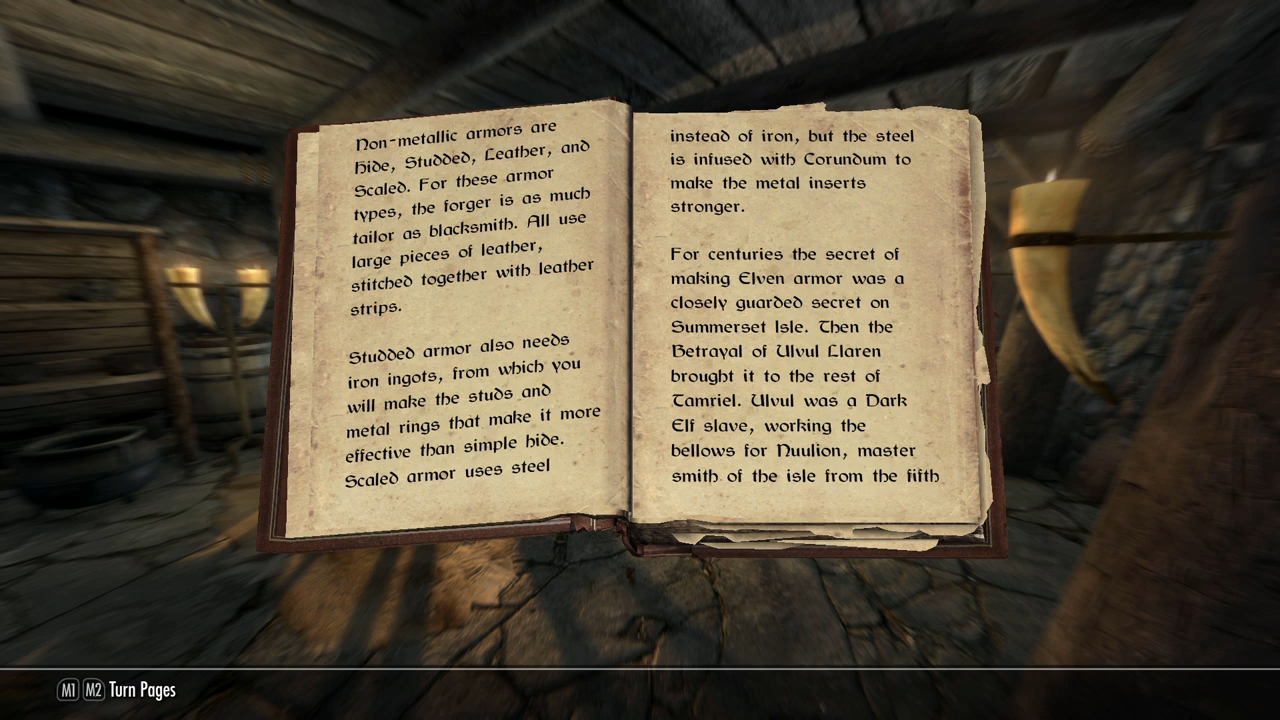 Non-metallic armors are
Hide, Studded, Leather, and
Scaled. For these armor
types, the forger is as much
tailor as blacksmith. All use
large pieces of leather,
stitched together with leather
strips.
Studded armor also needs
iron ingots, from which you
will make the studs and
metal rings that make it more
effective than simple hide.
Scaled armor uses steel
instead of iron, but the steel
is infused with Corundum to
make the metal inserts
stronger.
For centuries the secret of
making Elven armor was a
closely guarded secret on
Summerset Isle. Then the
Betrayal of Ulvul Llaren
brought it to the rest of
Tamriel. Ulvul was a Dark
Elf slave, working the
bellows for Nuulion, master
smith of the isle from the fifth
M1 M2 Turn Pages